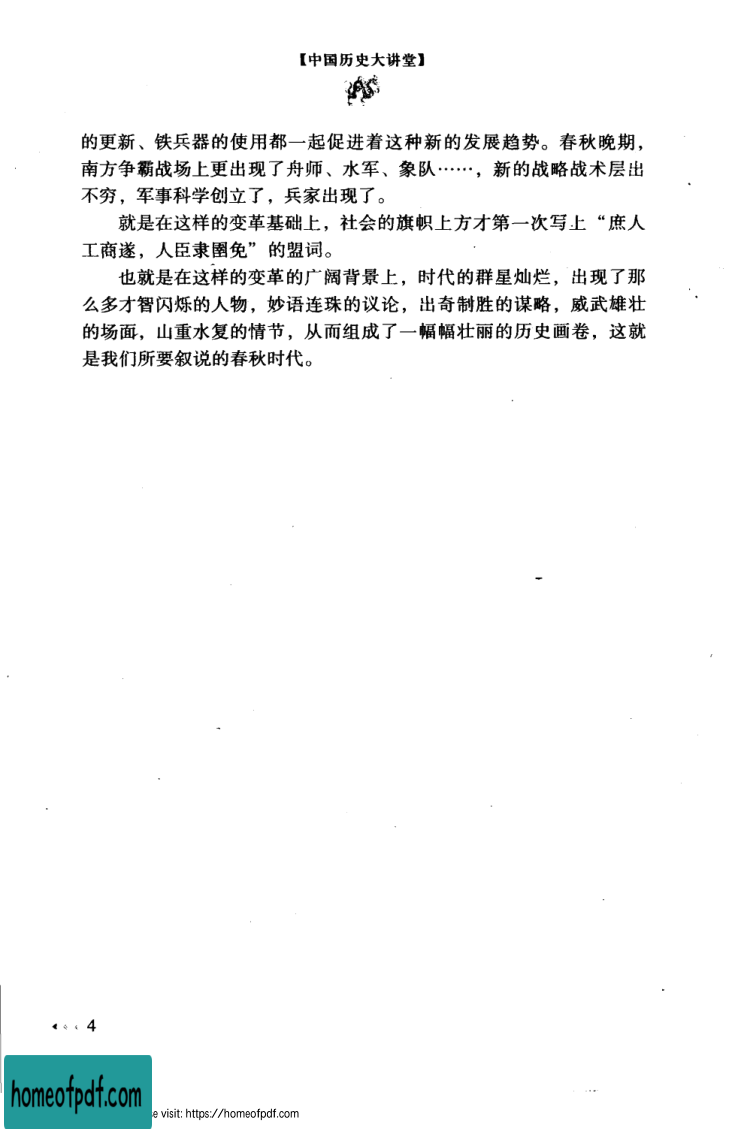 【中国历史大讲堂】
的更新、铁兵器的使用都一起促进着这种新的发展趋势。春秋晚期，
南方争霸战场上更出现了舟师、水军、象队……，新的战略战术层出
不穷，军事科学创立了，兵家出现了。
就是在这样的变革基础上，社会的旗帜上方才第一次写上“庶人
工商遂，人臣隶圉免”的盟词。
也就是在这样的变革的广阔背景上，时代的群星灿烂，出现了那
么多才智闪烁的人物，妙语连珠的议论，出奇制胜的谋略，威武雄壮
的场面，山重水复的情节，从而组成了一幅幅壮丽的历史画卷，这就
是我们所要叙说的春秋时代。
4
homeofpdf.com
e visit: https://homeofpdf.com